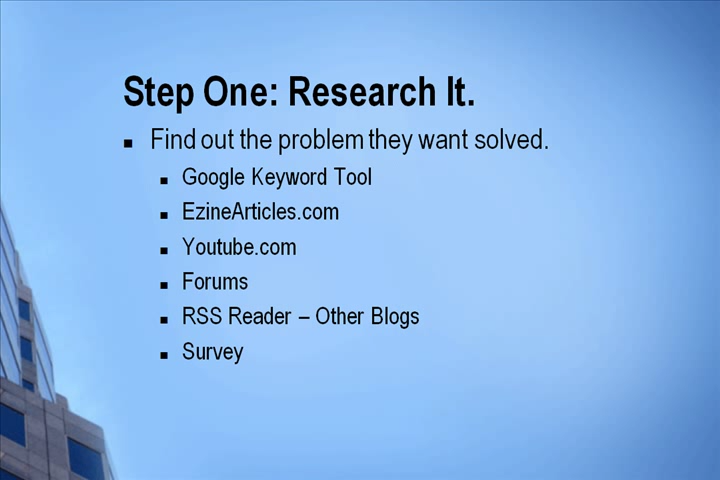 Step One: Research It.
Find out the problem they want solved.
Google Keyword Tool
EzineArticles.com
Youtube.com
Forums
RSS Reader – Other Blogs
Survey